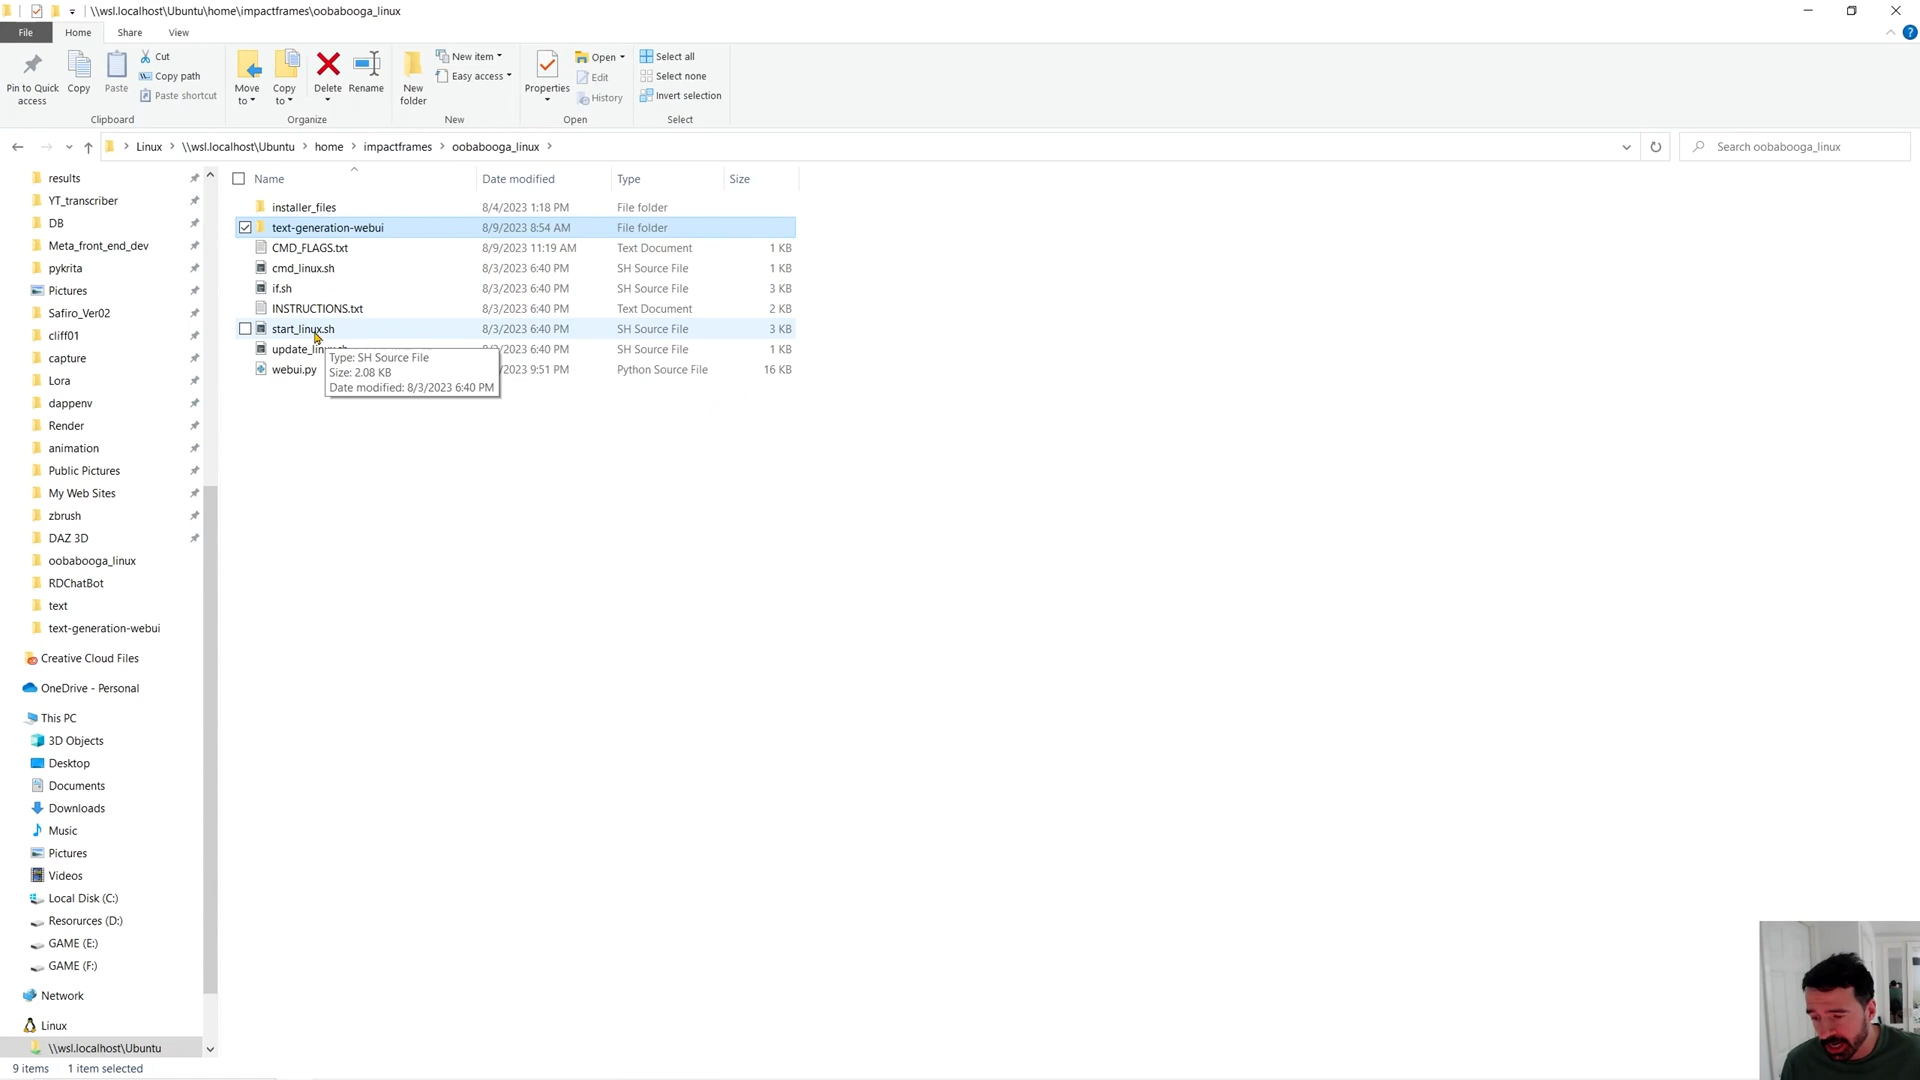 \\wsl.localhost\Ubuntu\home\impactframes\oobabooga_linux
File Home Share View
Pin to Quick access
Copy
Paste
Cut
Copy path
Paste shortcut
Move to
Copy to
Delete
Rename
New folder
New item
Easy access
Properties
Open
Edit
History
Select all
Select none
Invert selection
Clipboard Organize New Open Select
Linux \\wsl.localhost\Ubuntu home impactframes oobabooga_linux
Search oobabooga_linux
results
YT_transcriber
DB
Meta_front_end_dev
pykrita
Pictures
Safiro_Ver02
cliff01
capture
Lora
dappenv
Render
animation
Public Pictures
My Web Sites
zbrush
DAZ 3D
oobabooga_linux
RDChatBot
text
text-generation-webui
Creative Cloud Files
OneDrive - Personal
This PC
3D Objects
Desktop
Documents
Downloads
Music
Pictures
Videos
Local Disk (C:)
Resorurces (D:)
GAME (E:)
GAME (F:)
Network
Linux
\\wsl.localhost\Ubuntu
Name Date modified Type Size
installer_files 8/4/2023 1:18 PM File folder
text-generation-webui 8/9/2023 8:54 AM File folder
CMD_FLAGS.txt 8/9/2023 11:19 AM Text Document 1 KB
cmd_linux.sh 8/3/2023 6:40 PM SH Source File 1 KB
if.sh 8/3/2023 6:40 PM SH Source File 3 KB
INSTRUCTIONS.txt 8/3/2023 6:40 PM Text Document 2 KB
start_linux.sh 8/3/2023 6:40 PM SH Source File 3 KB
update_linux.sh 8/3/2023 6:40 PM SH Source File 1 KB
webui.py 9:51 PM Python Source File 16 KB
Type: SH Source File
Size: 2.08 KB
Date modified: 8/3/2023 6:40 PM
9 items 1 item selected